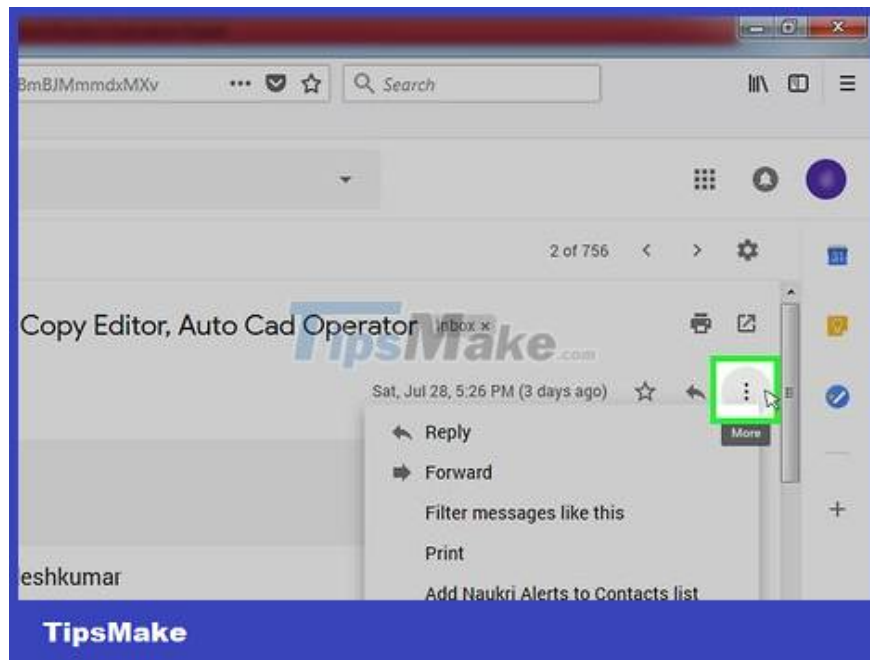 BmBJMmmdxMXv ••• Search
2 of 756 < >
31
Copy Editor, Auto Cad Operator Inbox ×
TipsMake.com
Sat, Jul 28, 5:26 PM (3 days ago)
More
Reply
Forward
Filter messages like this
Print
eshkumar
Add Naukri Alerts to Contacts list
TipsMake